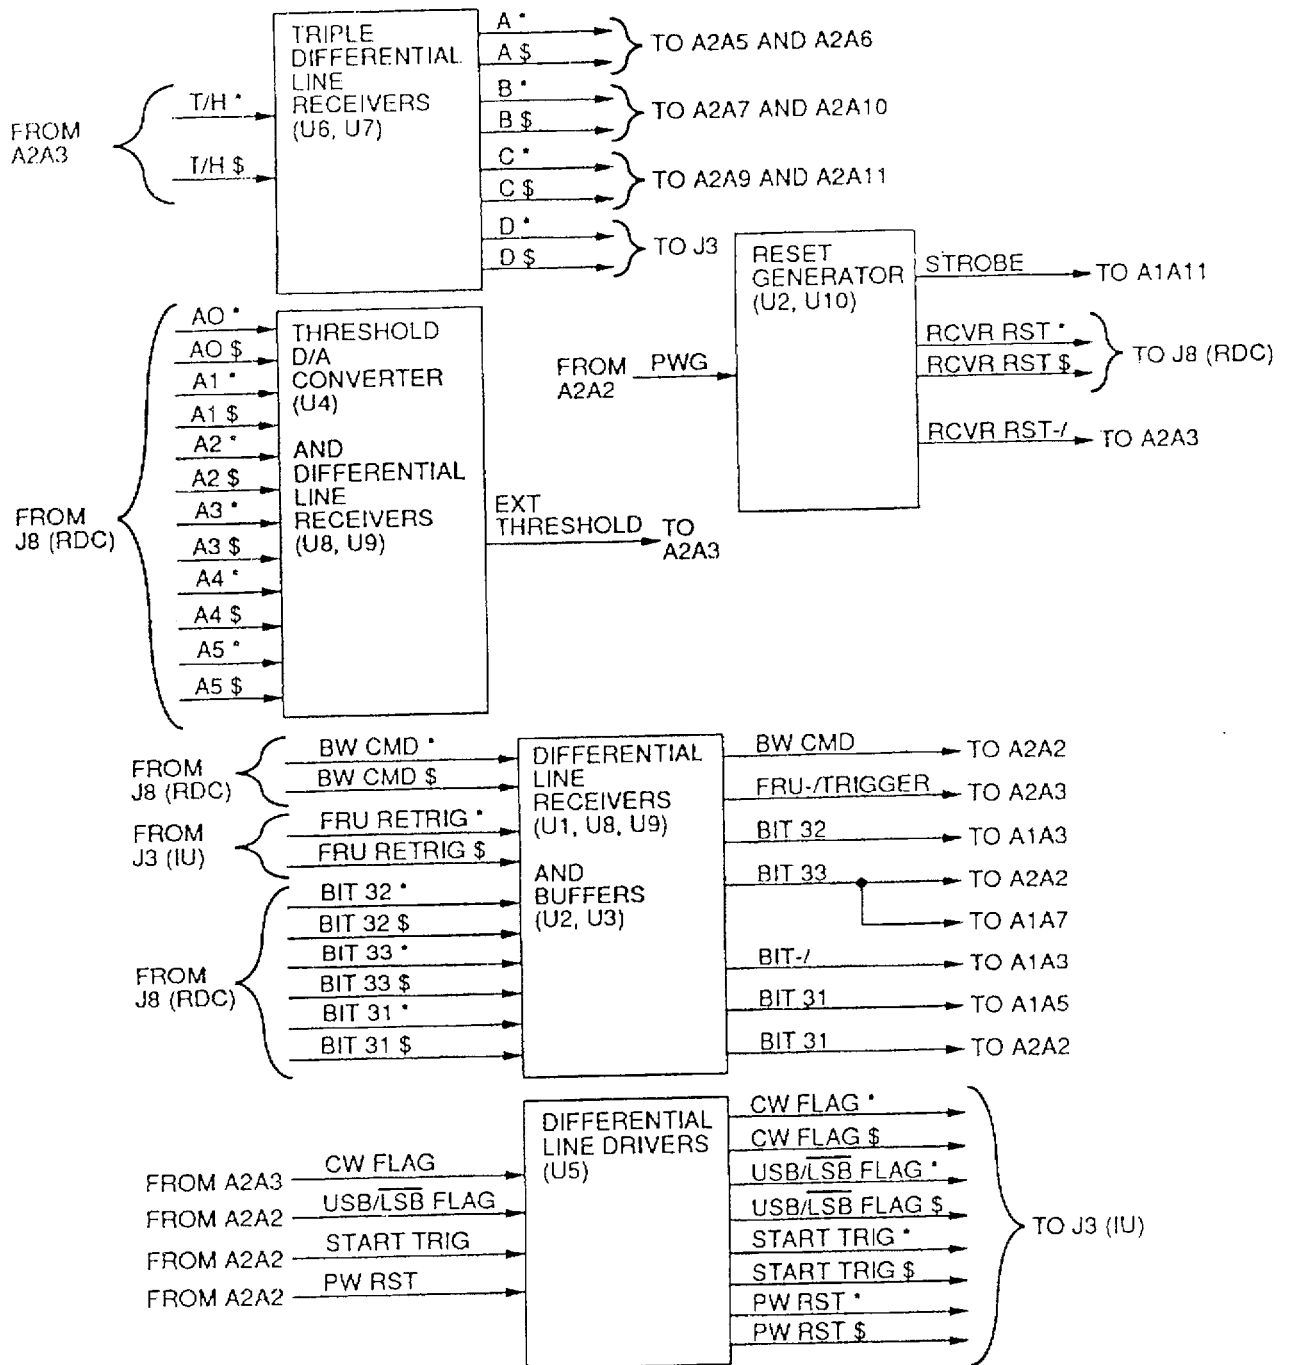 TRIPLE
DIFFERENTIAL
LINE
RECEIVERS
(U6, U7)
FROM
A2A3
T/H *
T/H $
A *
A $
TO A2A5 AND A2A6
B *
B $
TO A2A7 AND A2A10
C *
C $
TO A2A9 AND A2A11
D *
D $
TO J3
RESET
GENERATOR
(U2, U10)
FROM
A2A2
PWG
STROBE
TO A1A11
RCVR RST *
RCVR RST $
TO J8 (RDC)
RCVR RST-/
TO A2A3
FROM
J8 (RDC)
AO *
AO $
A1 *
A1 $
A2 *
A2 $
A3 *
A3 $
A4 *
A4 $
A5 *
A5 $
THRESHOLD
D/A
CONVERTER
(U4)
AND
DIFFERENTIAL
LINE
RECEIVERS
(U8, U9)
EXT
THRESHOLD
TO
A2A3
FROM
J8 (RDC)
BW CMD *
BW CMD $
FROM
J3 (IU)
FRU RETRIG *
FRU RETRIG $
FROM
J8 (RDC)
BIT 32 *
BIT 32 $
BIT 33 *
BIT 33 $
BIT 31 *
BIT 31 $
DIFFERENTIAL
LINE
RECEIVERS
(U1, U8, U9)
AND
BUFFERS
(U2, U3)
BW CMD
TO A2A2
FRU-/TRIGGER
TO A2A3
BIT 32
TO A1A3
BIT 33
TO A2A2
TO A1A7
BIT-/
TO A1A3
BIT 31
TO A1A5
BIT 31
TO A2A2
DIFFERENTIAL
LINE DRIVERS
(U5)
FROM A2A3
CW FLAG
FROM A2A2
USB/LSB FLAG
FROM A2A2
START TRIG
FROM A2A2
PW RST
CW FLAG *
CW FLAG $
USB/LSB FLAG *
USB/LSB FLAG $
START TRIG *
START TRIG $
PW RST *
PW RST $
TO J3 (IU)